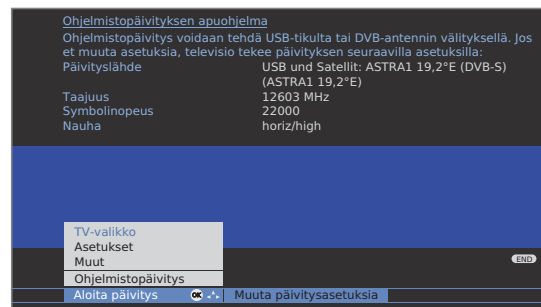 Ohjelmistopäivityksen apuohjelma
Ohjelmistopäivitys voidaan tehdä USB-tikulta tai DVB-antennin välityksellä. Jos
et muuta asetuksia, televisio tekee päivityksen seuraavilla asetuksilla:
Päivityslähde USB und Satellit: ASTRA1 19,2°E (DVB-S)
(ASTRA1 19,2°E)
Taajuus 12603 MHz
Symbolinopeus 22000
Nauha horiz/high
TV-valikko
Asetukset
Muut
END
Ohjelmistopäivitys
Aloita päivitys OK Muuta päivitysasetuksia